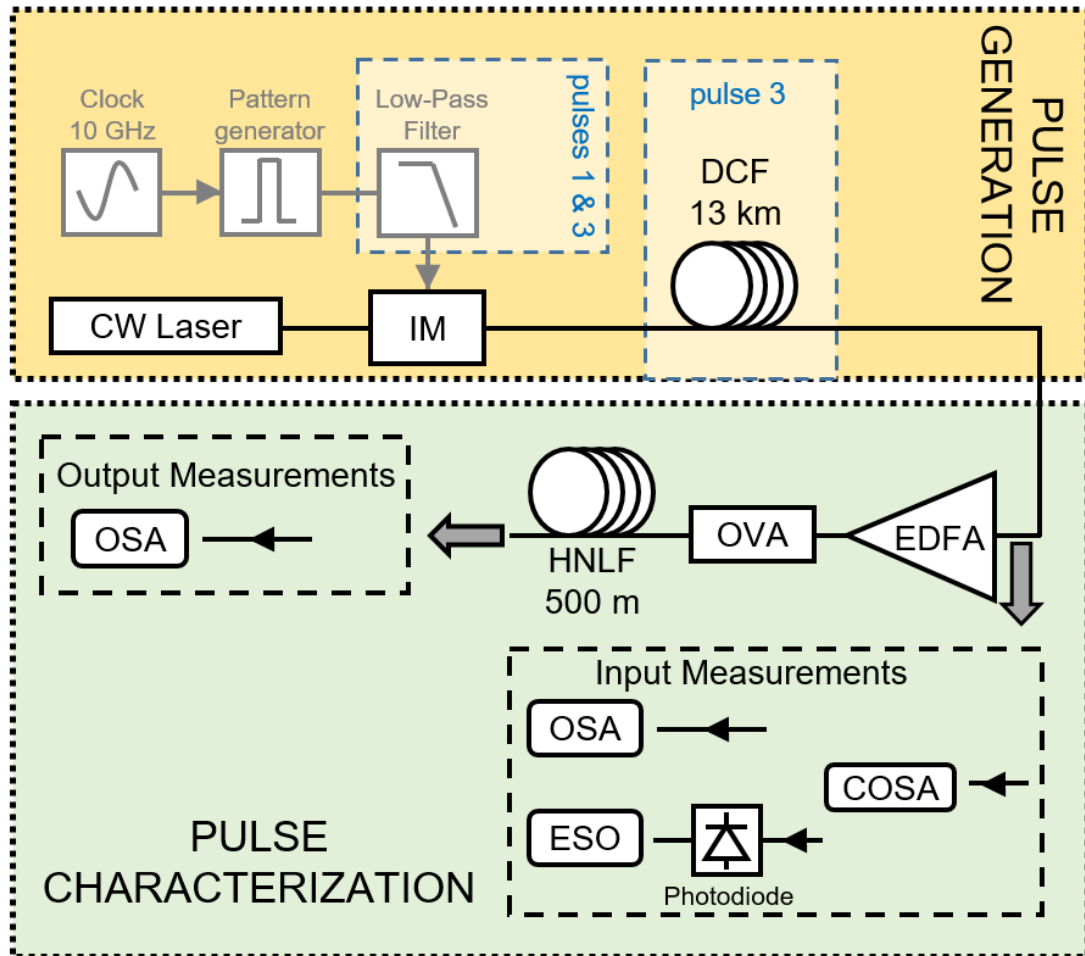 PULSE
GENERATION
Clock
10 GHz
Pattern
generator
Low-Pass
Filter
pulses 1 & 3
pulse 3
DCF
13 km
CW Laser
IM
Output Measurements
OSA
HNLF
500 m
OVA
EDFA
Input Measurements
OSA
COSA
ESO
Photodiode
PULSE
CHARACTERIZATION